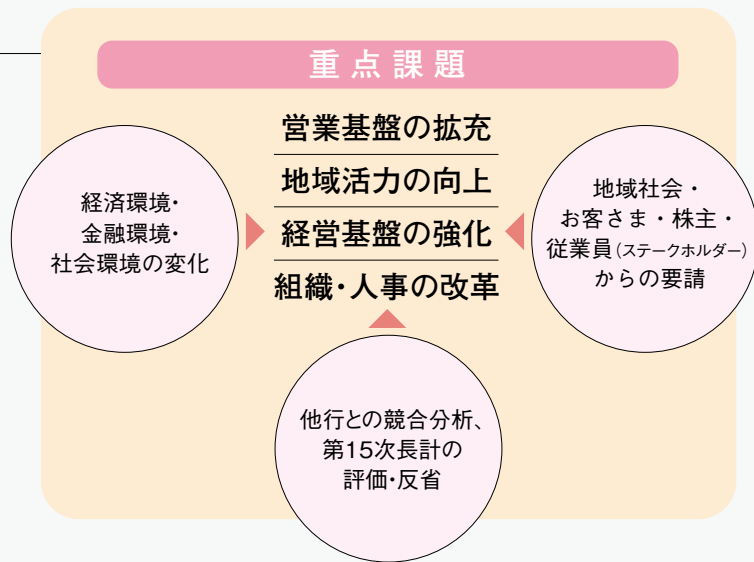 重点課題
営業基盤の拡充
地域活力の向上
経営基盤の強化
組織・人事の改革
経済環境・
金融環境・
社会環境の変化
地域社会・
お客さま・株主・
従業員(ステークホルダー)
からの要請
他行との競合分析、
第15次長計の
評価・反省